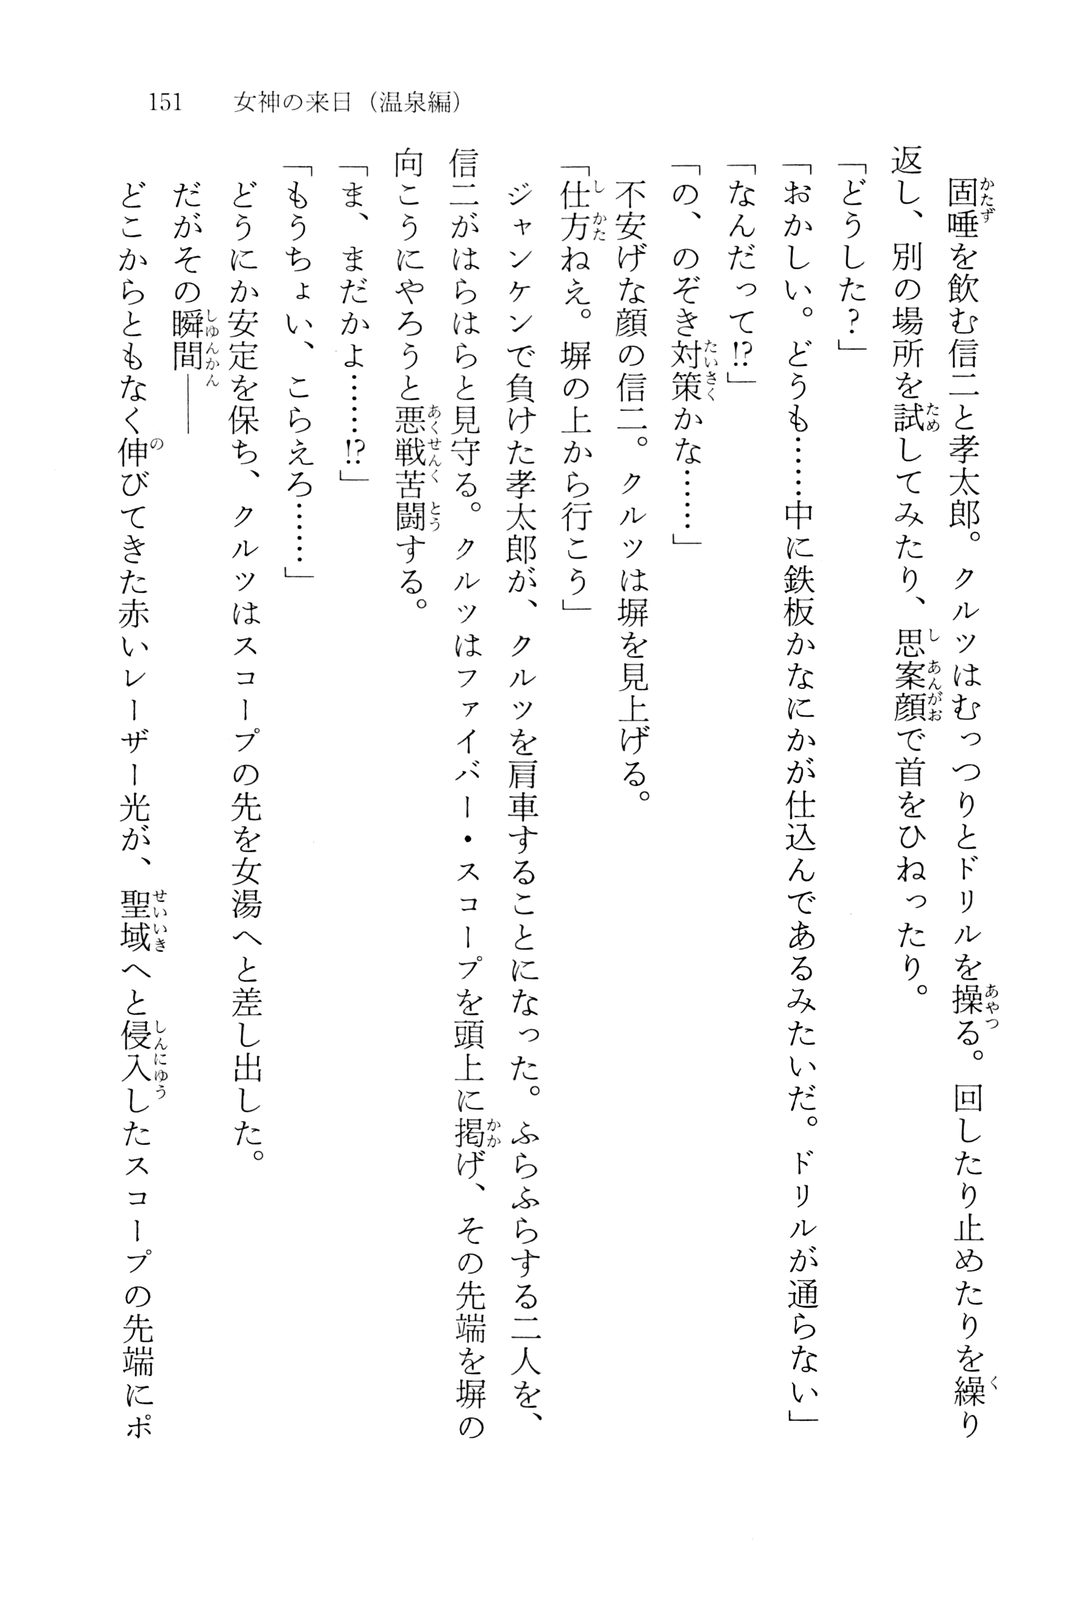 151　女神の来日（温泉編）
　固唾を飲む信二と孝太郎。クルツはむっつりとドリルを操る。回したり止めたりを繰り
返し、別の場所を試してみたり、思案顔で首をひねったり。
「どうした？」
「おかしい。どうも……中に鉄板かなにかが仕込んであるみたいだ。ドリルが通らない」
「なんだって!?」
「の、のぞき対策かな……」
　不安げな顔の信二。クルツは塀を見上げる。
「仕方ねえ。塀の上から行こう」
　ジャンケンで負けた孝太郎が、クルツを肩車することになった。ふらふらする二人を、
信二がはらはらと見守る。クルツはファイバー・スコープを頭上に掲げ、その先端を塀の
向こうにやろうと悪戦苦闘する。
「ま、まだかよ……!?」
「もうちょい、こらえろ……」
　どうにか安定を保ち、クルツはスコープの先を女湯へと差し出した。
　だがその瞬間――
　どこからともなく伸びてきた赤いレーザー光が、聖域へと侵入したスコープの先端にポ